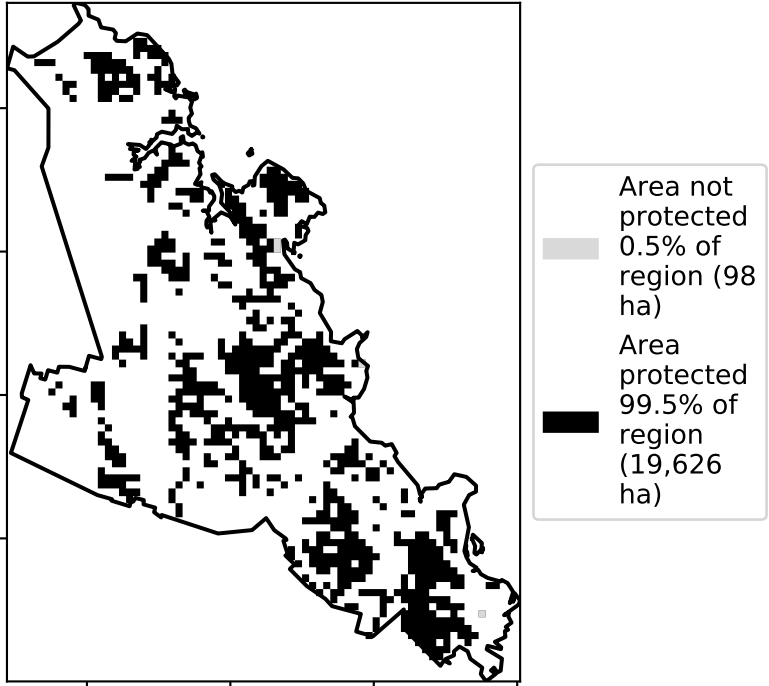 Area not
protected
0.5% of
region (98
ha)
Area
protected
99.5% of
region
(19,626
ha)